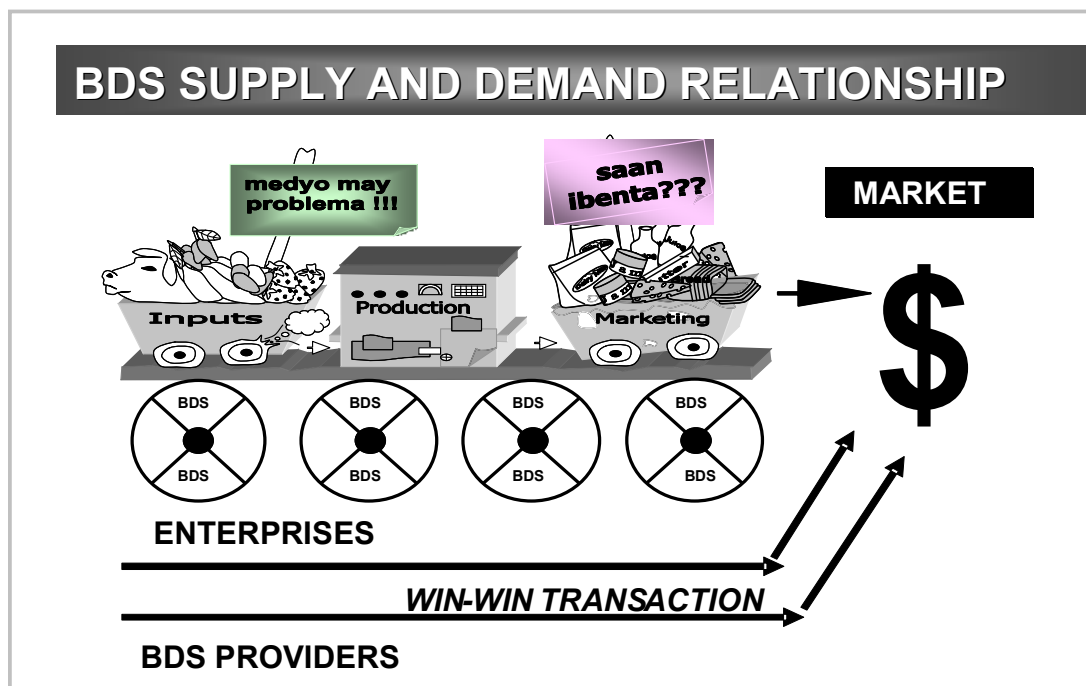 BDS SUPPLY AND DEMAND RELATIONSHIP
medyo may
problema !!!
saan
ibenta???
MARKET
Inputs
Production
Marketing
$
BDS
BDS
BDS
BDS
BDS
BDS
BDS
BDS
ENTERPRISES
WIN-WIN TRANSACTION
BDS PROVIDERS